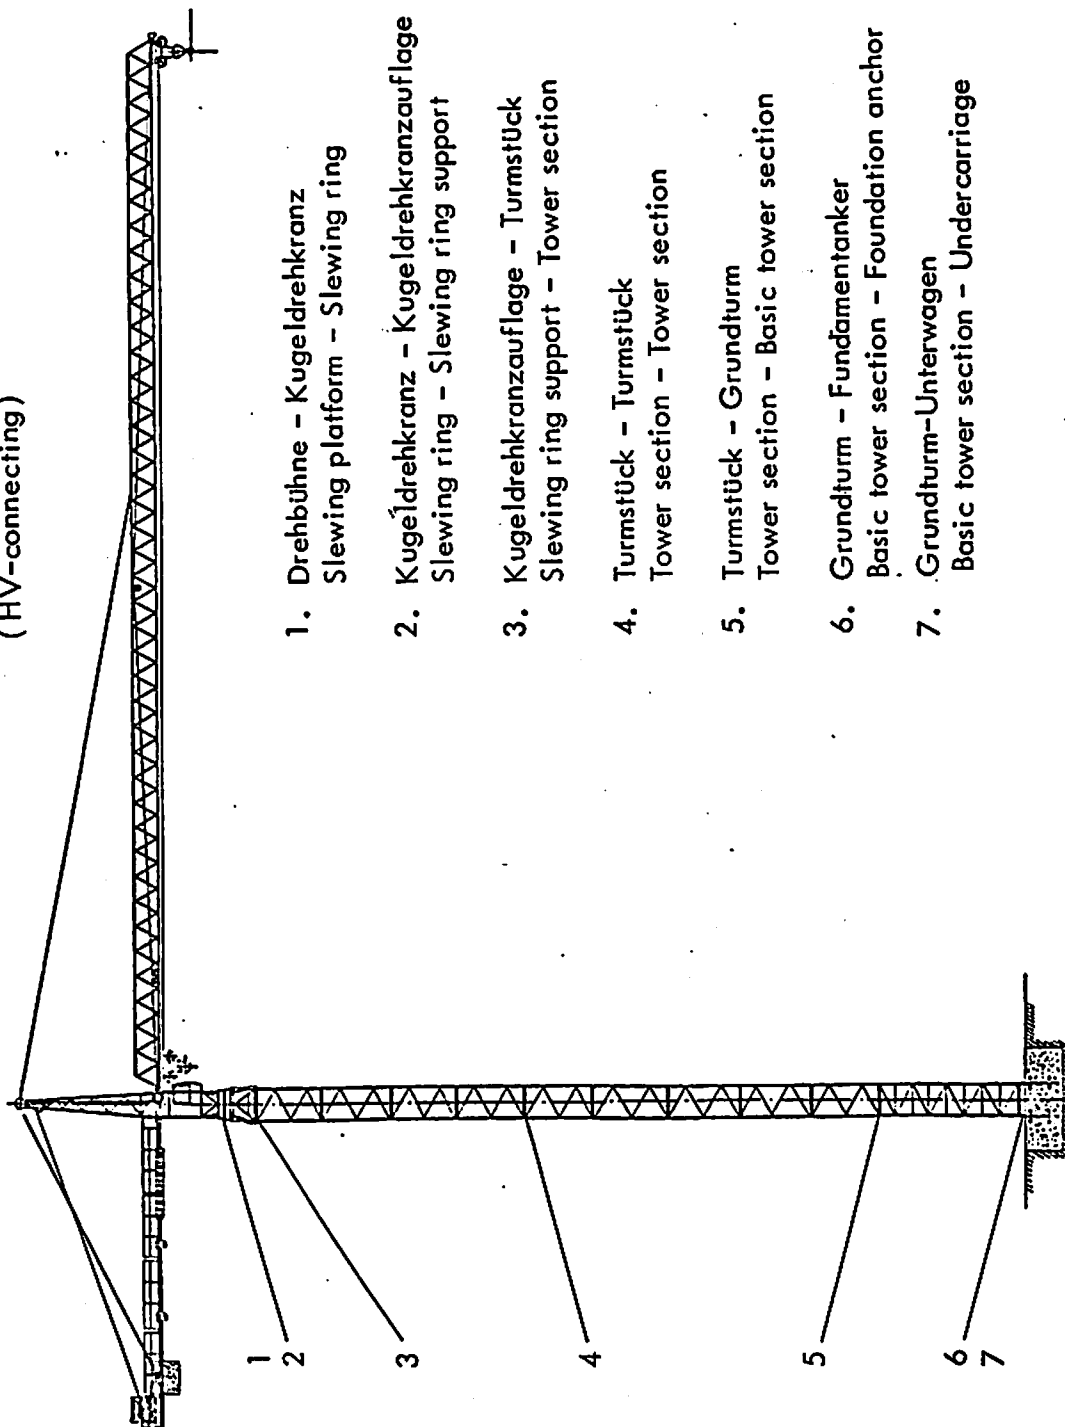 (HV-connecting)
1. Drehbühne - Kugeldrehkranz
Slewing platform - Slewing ring
2. Kugeldrehkranz - Kugeldrehkranzauflage
Slewing ring - Slewing ring support
3. Kugeldrehkranzauflage - Turmstück
Slewing ring support - Tower section
4. Turmstück - Turmstück
Tower section - Tower section
5. Turmstück - Grundturm
Tower section - Basic tower section
6. Grundturm - Fundamentanker
Basic tower section - Foundation anchor
7. Grundturm-Unterwagen
Basic tower section - Undercarriage
1
2
3
4
5
6
7